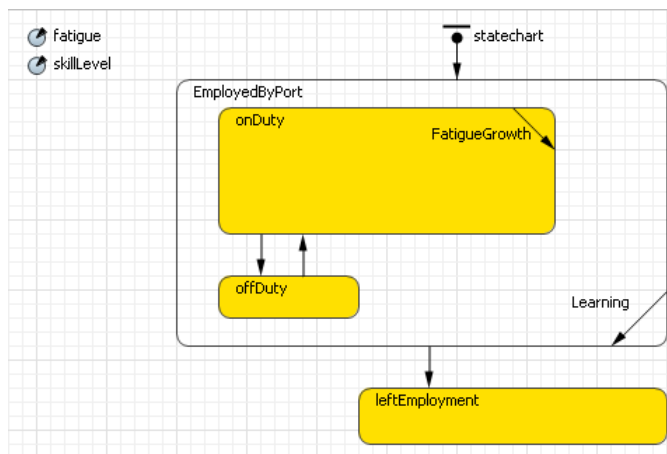 fatigue
statechart
skillLevel
EmployedByPort
onDuty
FatigueGrowth
offDuty
Learning
leftEmployment